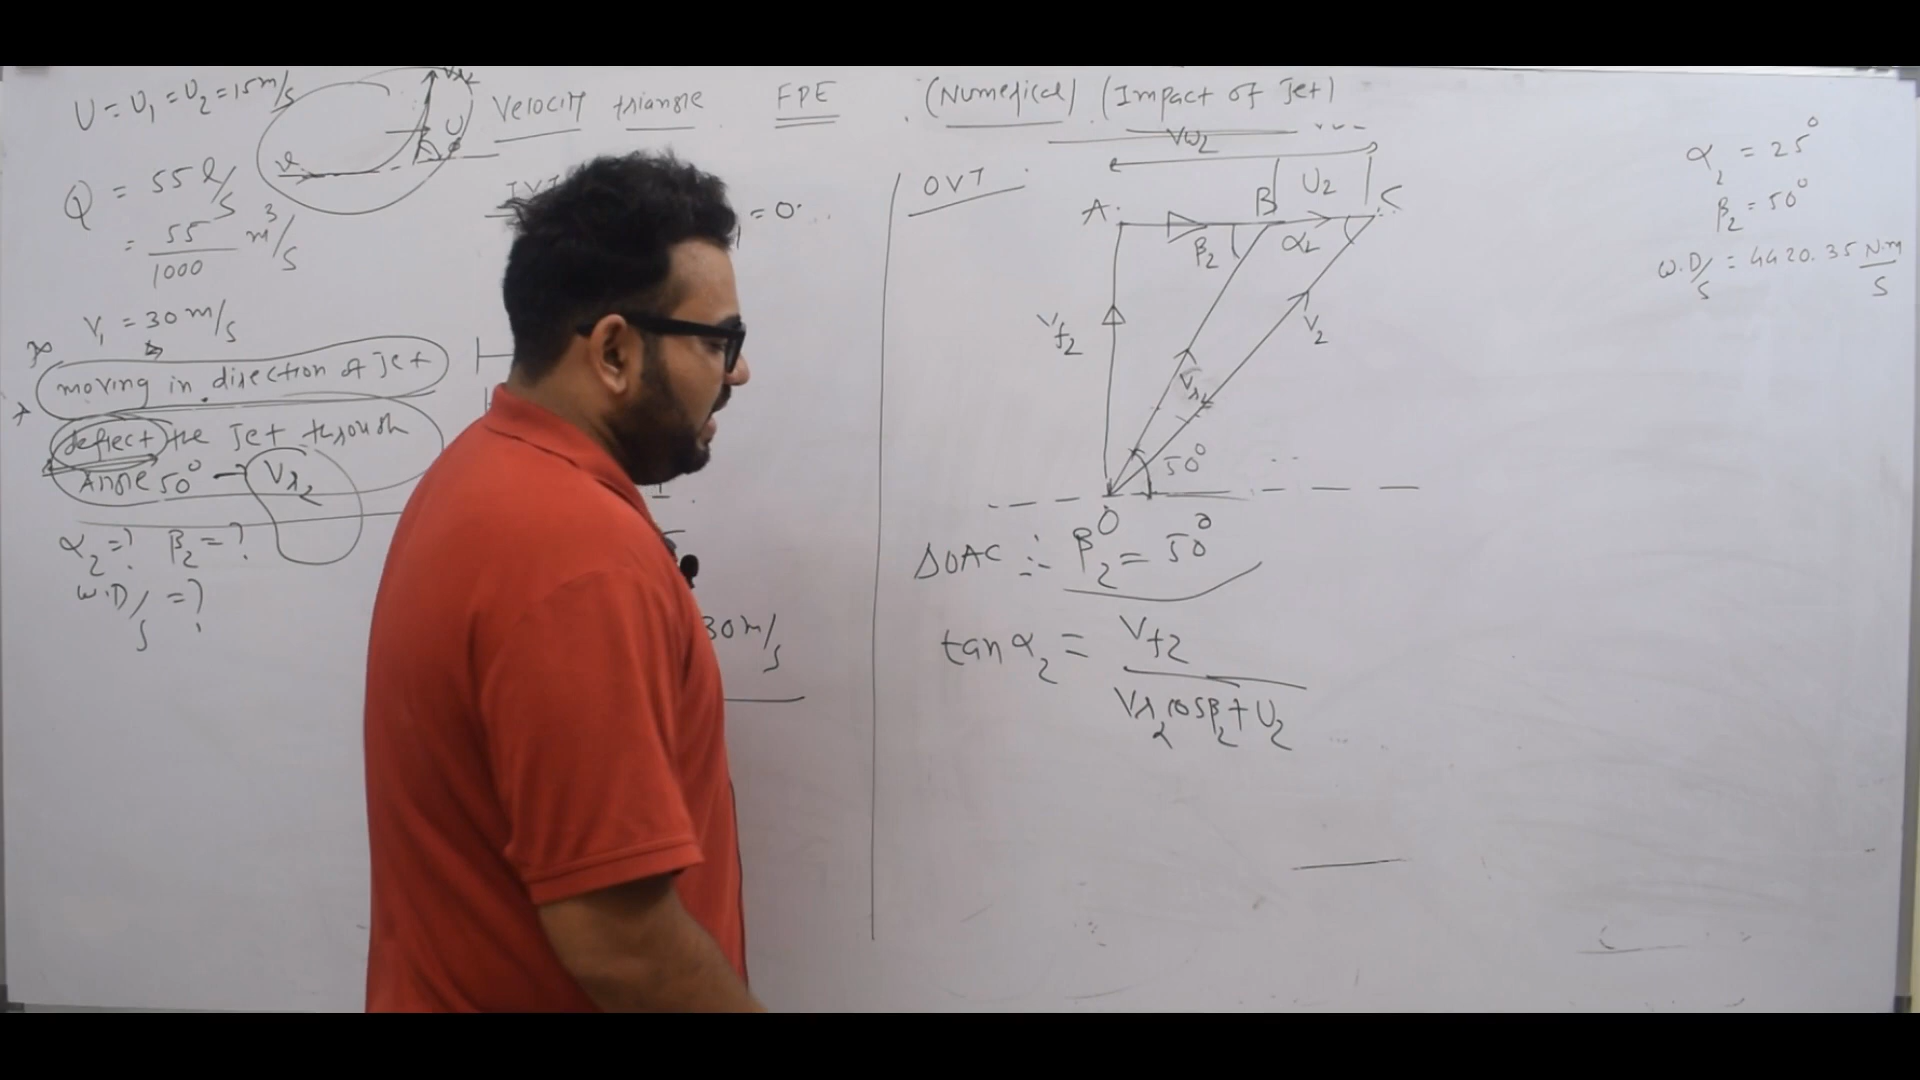 Velocity triangle FPE (Numerical) (Impact of Jet)
U = U₁ = U₂ = 15 m/s
Q = 55 l/s
= 55/1000 m³/s
V₁ = 30 m/s
moving in direction of Jet
deflect the Jet through
Angle 50° → Vr₂
α₂ = ? β₂ = ?
W.D/s = ?
U
= 0
30 m/s
OVT
Vw₂
A B U₂ C
β₂ α₂
Vf₂
V₂
Vr₂
50°
O
ΔOAC ∴ β₂ = 50°
tan α₂ = Vf₂ / (Vr₂ cos β₂ + U₂)
α₂ = 25°
β₂ = 50°
W.D/s = 4420.35 N.m/s